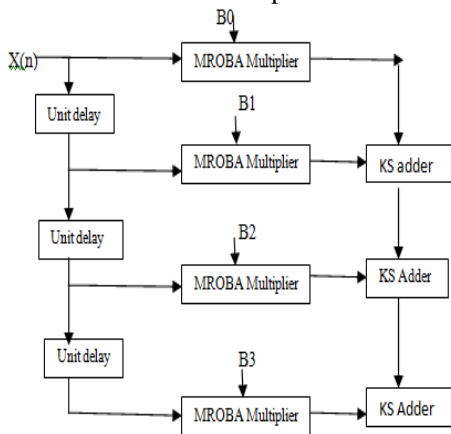 B0
X(n)
MROBA Multiplier
Unit delay
B1
MROBA Multiplier
KS adder
Unit delay
B2
MROBA Multiplier
KS Adder
Unit delay
B3
MROBA Multiplier
KS Adder